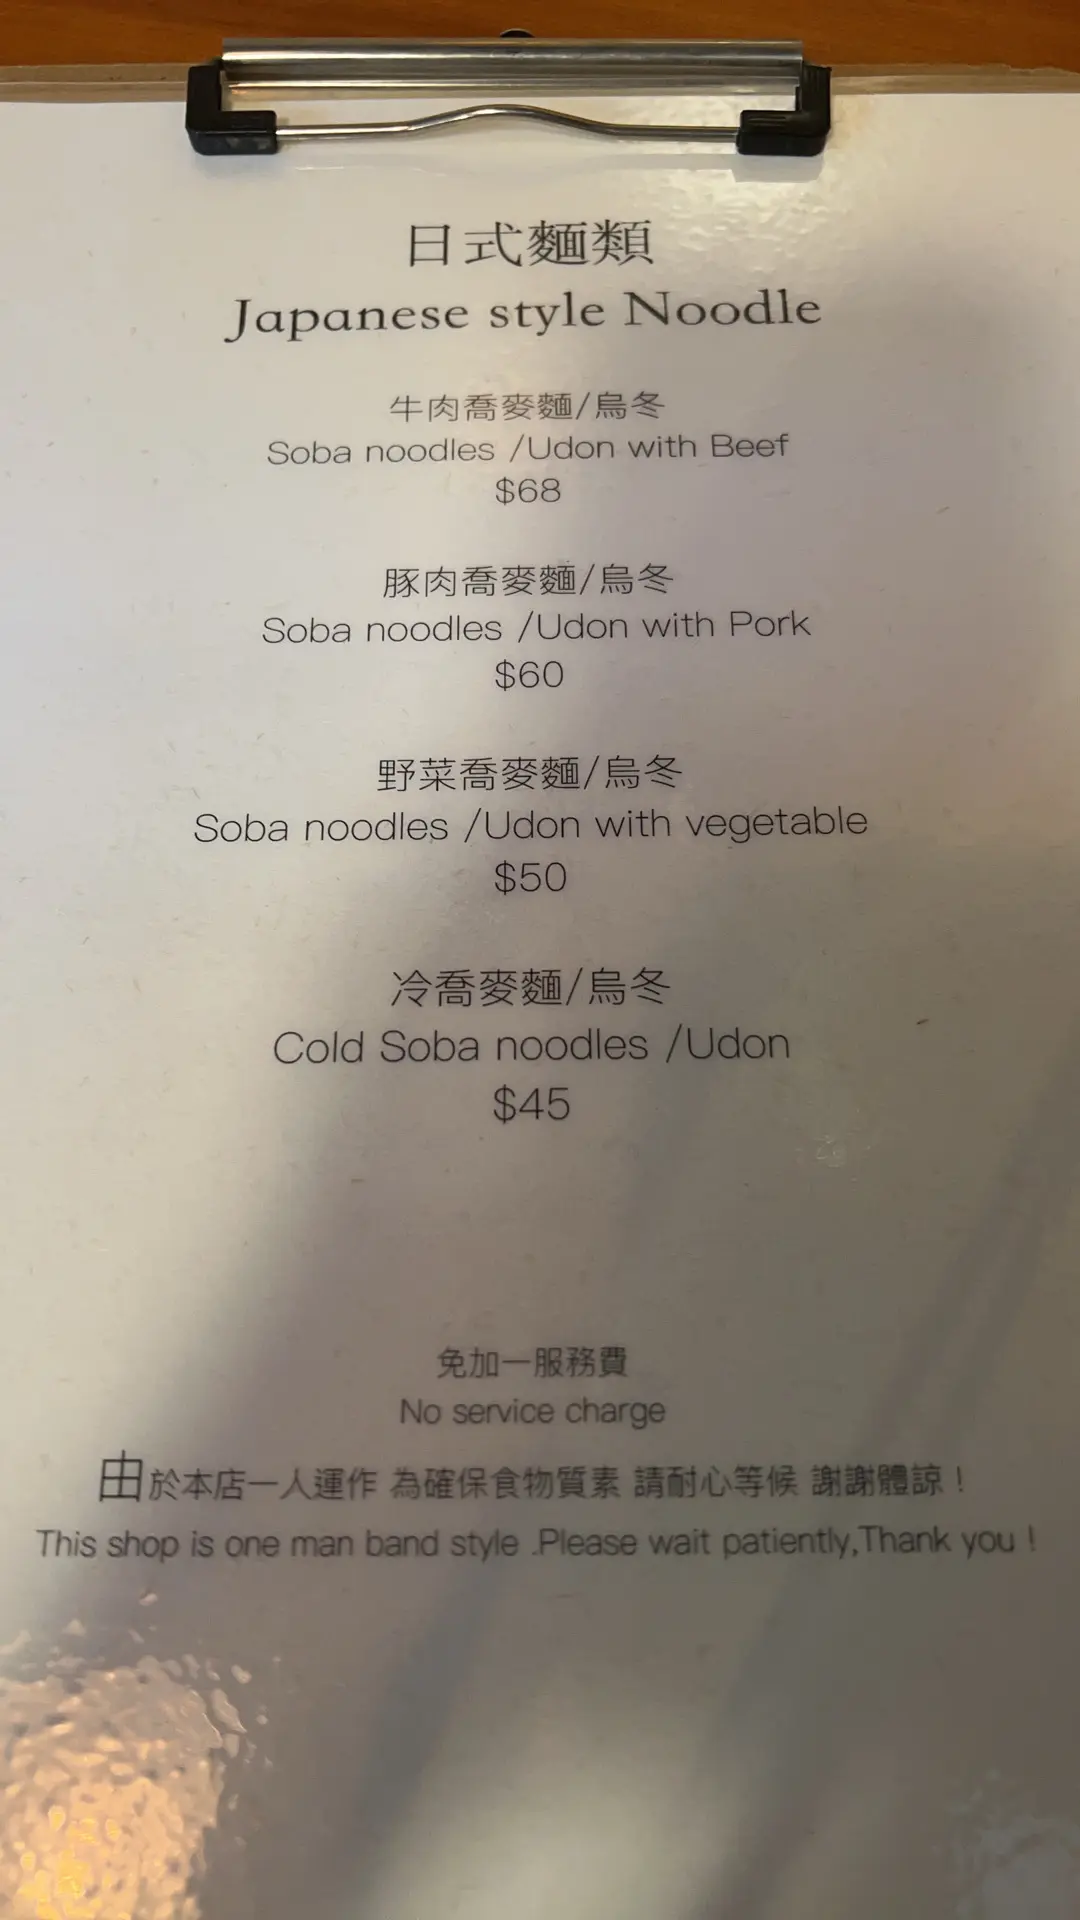 日式麵類
Japanese style Noodle
牛肉喬麥麵/烏冬
Soba noodles /Udon with Beef
$68
豚肉喬麥麵/烏冬
Soba noodles /Udon with Pork
$60
野菜喬麥麵/烏冬
Soba noodles /Udon with vegetable
$50
冷喬麥麵/烏冬
Cold Soba noodles /Udon
$45
免加一服務費
No service charge
由於本店一人運作 為確保食物質素 請耐心等候 謝謝體諒！
This shop is one man band style .Please wait patiently,Thank you !